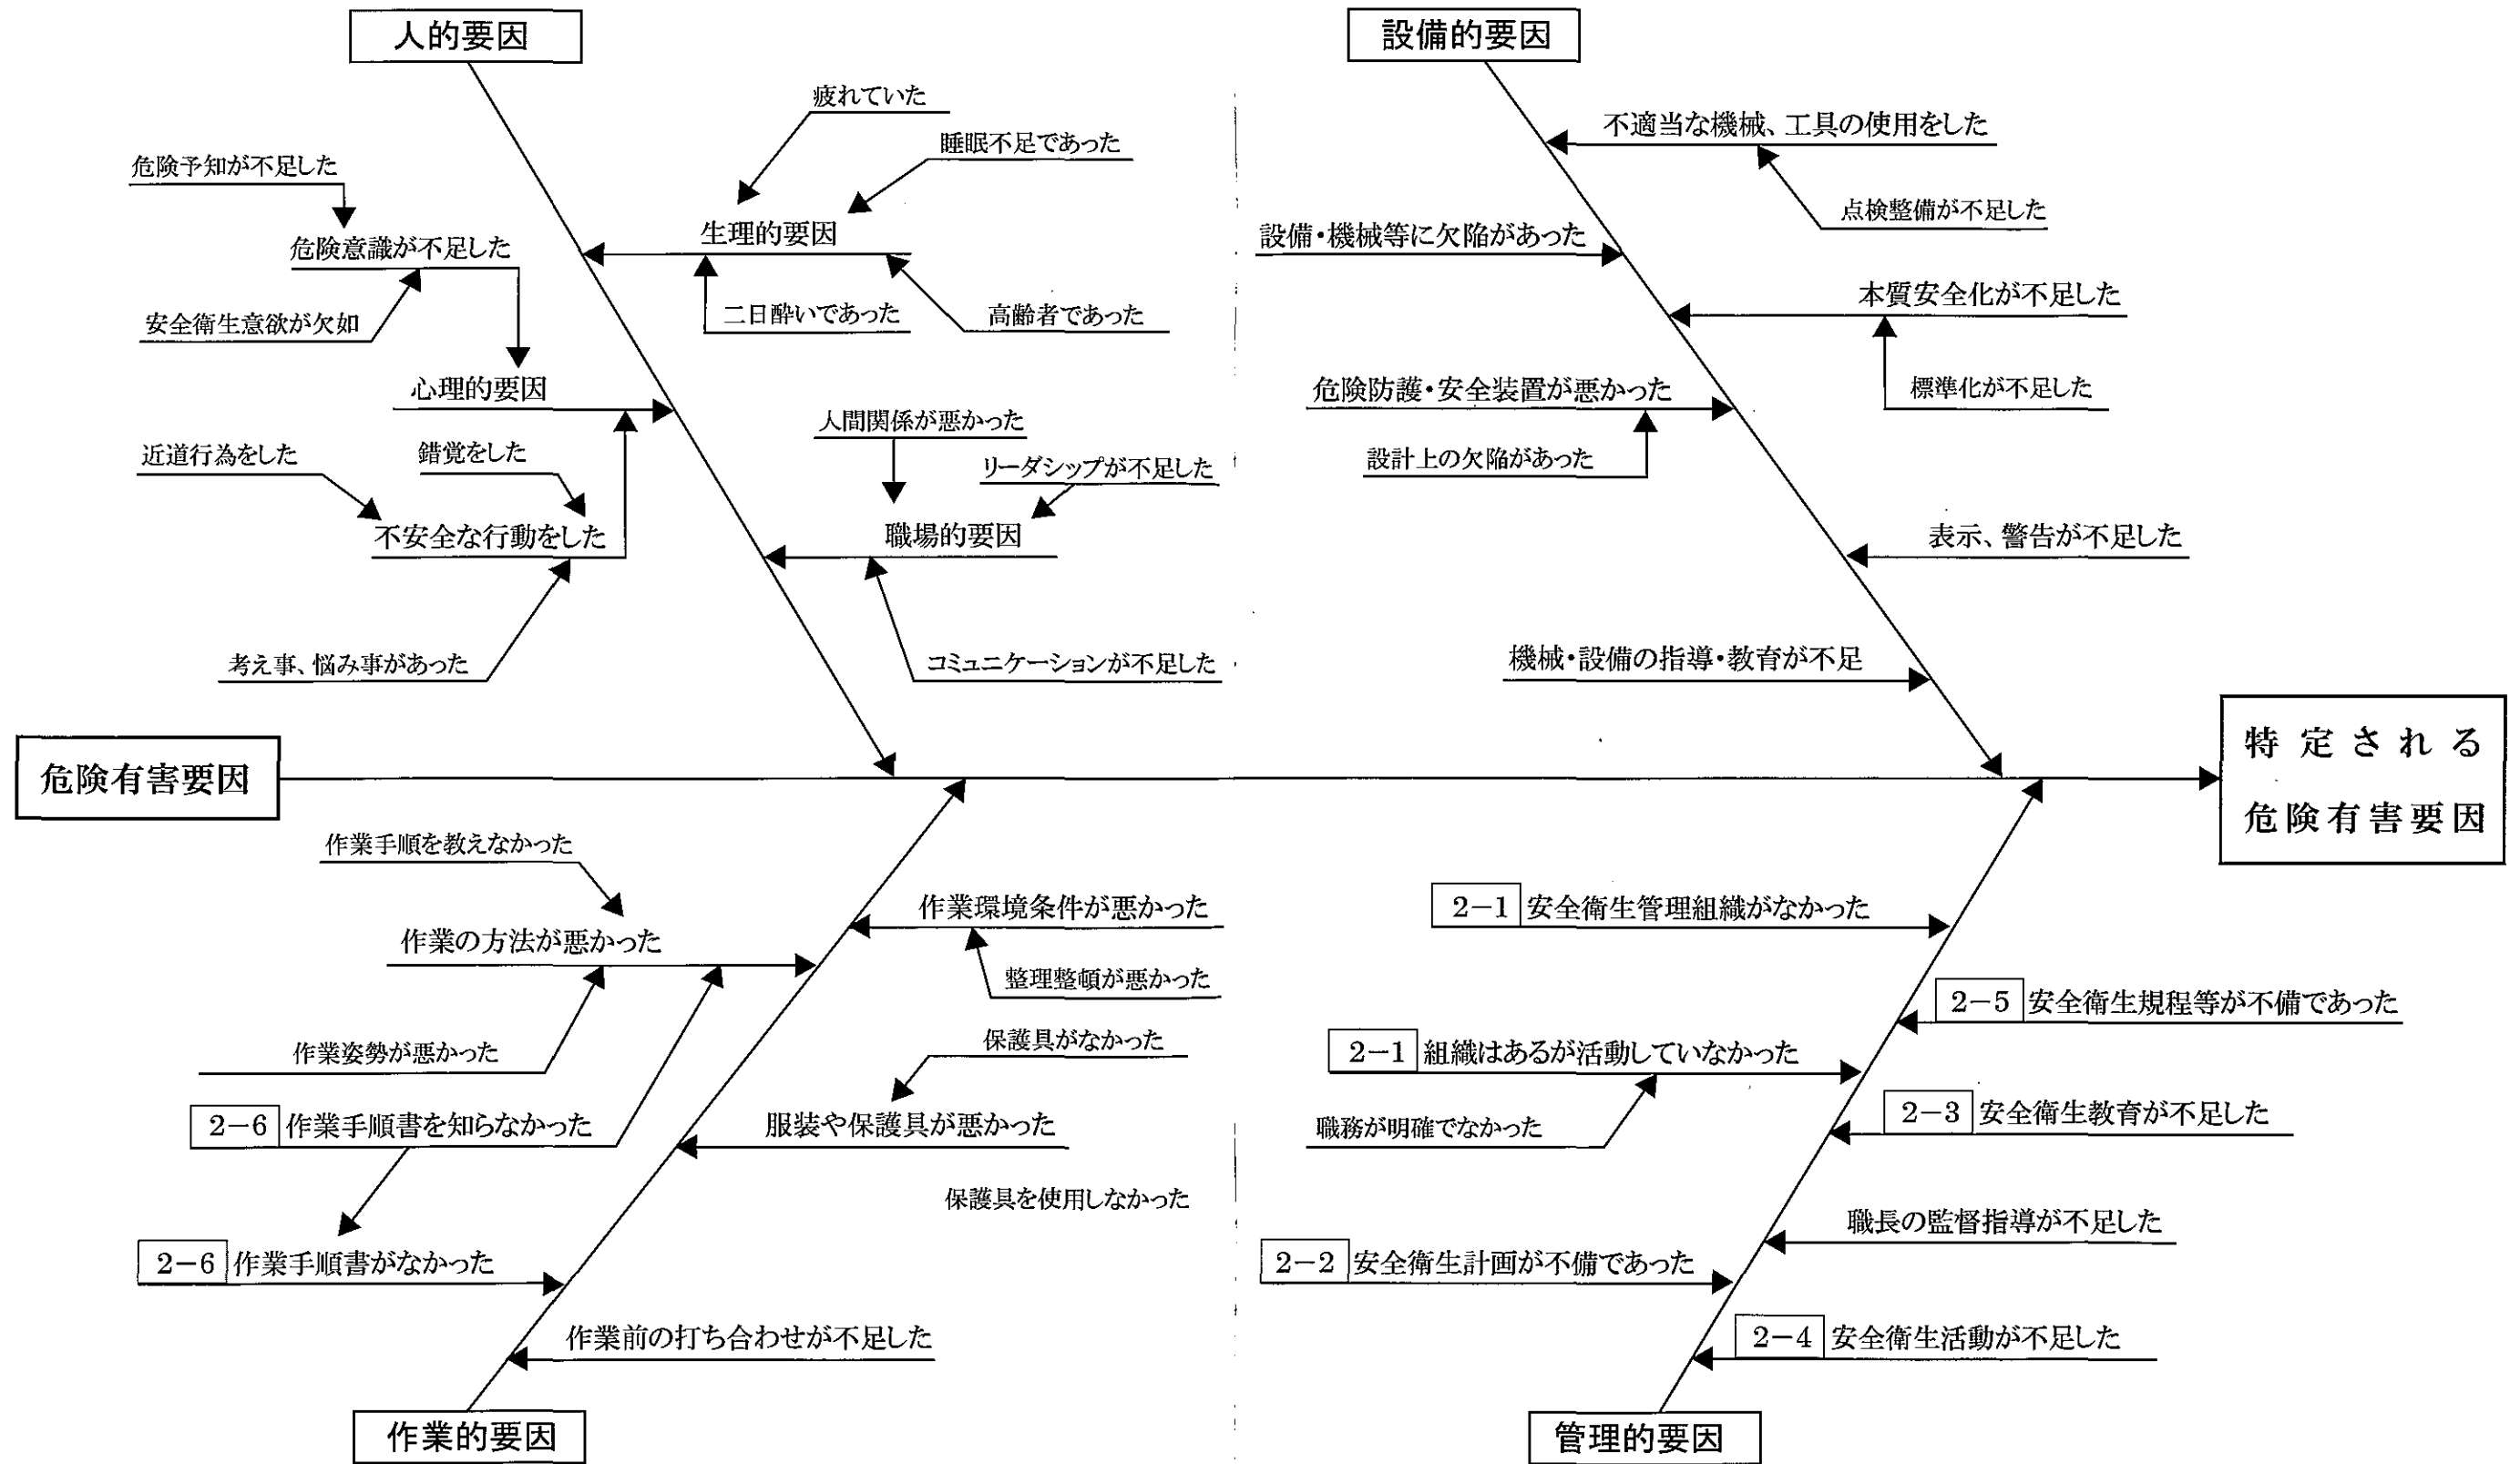 人的要因
疲れていた
睡眠不足であった
危険予知が不足した
生理的要因
危険意識が不足した
二日酔いであった
高齢者であった
安全衛生意欲が欠如
心理的要因
人間関係が悪かった
近道行為をした
錯覚をした
リーダシップが不足した
不安全な行動をした
職場的要因
考え事、悩み事があった
コミュニケーションが不足した
設備的要因
不適当な機械、工具の使用をした
点検整備が不足した
設備・機械等に欠陥があった
本質安全化が不足した
危険防護・安全装置が悪かった
標準化が不足した
設計上の欠陥があった
表示、警告が不足した
機械・設備の指導・教育が不足
危険有害要因
特定される
危険有害要因
作業手順を教えなかった
作業環境条件が悪かった
作業の方法が悪かった
整理整頓が悪かった
作業姿勢が悪かった
保護具がなかった
2-6 作業手順書を知らなかった
服装や保護具が悪かった
保護具を使用しなかった
2-6 作業手順書がなかった
作業前の打ち合わせが不足した
作業的要因
2-1 安全衛生管理組織がなかった
2-5 安全衛生規程等が不備であった
2-1 組織はあるが活動していなかった
2-3 安全衛生教育が不足した
職務が明確でなかった
職長の監督指導が不足した
2-2 安全衛生計画が不備であった
2-4 安全衛生活動が不足した
管理的要因